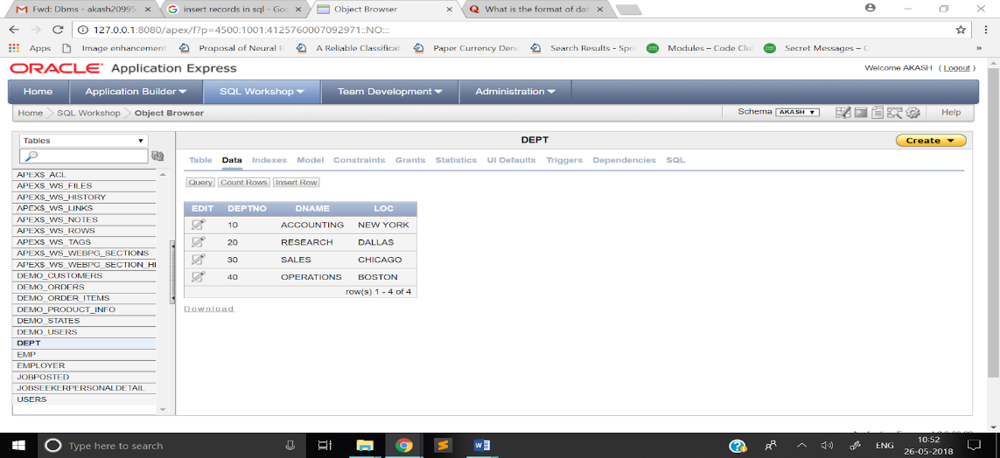 Fwd: Dbms - akash20995
insert records in sql - Goo
Object Browser
What is the format of dat
127.0.0.1:8080/apex/f?p=4500:1001:4125760007092971::NO:::
Apps
Image enhancement
Proposal of Neural R
A Reliable Classificati
Paper Currency Deno
Search Results - Spri
Modules – Code Clu
Secret Messages – C
ORACLE Application Express
Welcome AKASH ( Logout )
Home
Application Builder
SQL Workshop
Team Development
Administration
Home
SQL Workshop
Object Browser
Schema AKASH
Help
Tables
DEPT
Create
Table Data Indexes Model Constraints Grants Statistics UI Defaults Triggers Dependencies SQL
Query Count Rows Insert Row
APEX$_ACL
APEX$_WS_FILES
APEX$_WS_HISTORY
APEX$_WS_LINKS
APEX$_WS_NOTES
APEX$_WS_ROWS
APEX$_WS_TAGS
APEX$_WS_WEBPG_SECTIONS
APEX$_WS_WEBPG_SECTION_HI
DEMO_CUSTOMERS
DEMO_ORDERS
DEMO_ORDER_ITEMS
DEMO_PRODUCT_INFO
DEMO_STATES
DEMO_USERS
DEPT
EMP
EMPLOYER
JOBPOSTED
JOBSEEKERPERSONALDETAIL
USERS
EDIT DEPTNO DNAME LOC
10 ACCOUNTING NEW YORK
20 RESEARCH DALLAS
30 SALES CHICAGO
40 OPERATIONS BOSTON
row(s) 1 - 4 of 4
Download
Type here to search
ENG
10:52
26-05-2018